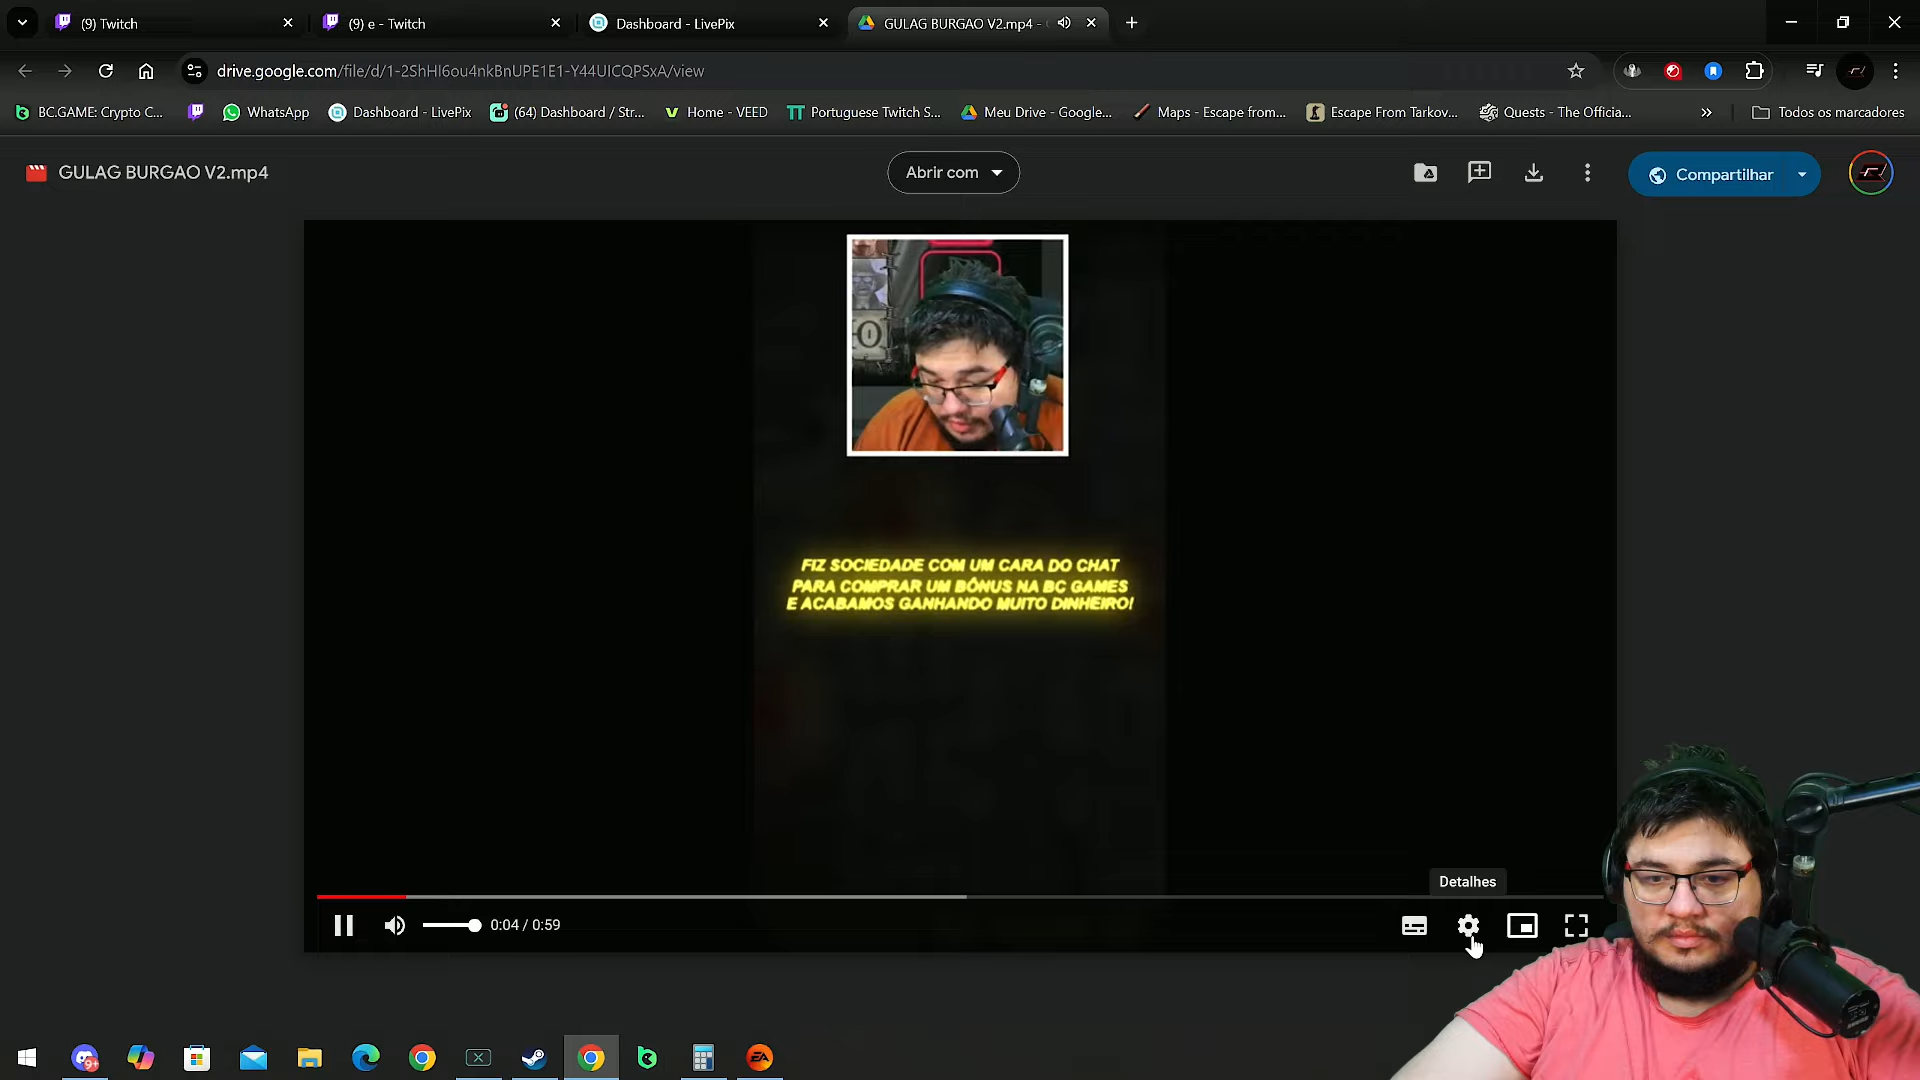 (9) Twitch
(9) e - Twitch
Dashboard - LivePix
GULAG BURGAO V2.mp4 -
drive.google.com/file/d/1-2ShHI6ou4nkBnUPE1E1-Y44UICQPSxA/view
BC.GAME: Crypto C...
WhatsApp
Dashboard - LivePix
(64) Dashboard / Str...
Home - VEED
Portuguese Twitch S...
Meu Drive - Google...
Maps - Escape from...
Escape From Tarkov...
Quests - The Officia...
Todos os marcadores
GULAG BURGAO V2.mp4
Abrir com
Compartilhar
FIZ SOCIEDADE COM UM CARA DO CHAT
PARA COMPRAR UM BÔNUS NA BC GAMES
E ACABAMOS GANHANDO MUITO DINHEIRO!
Detalhes
0:04 / 0:59